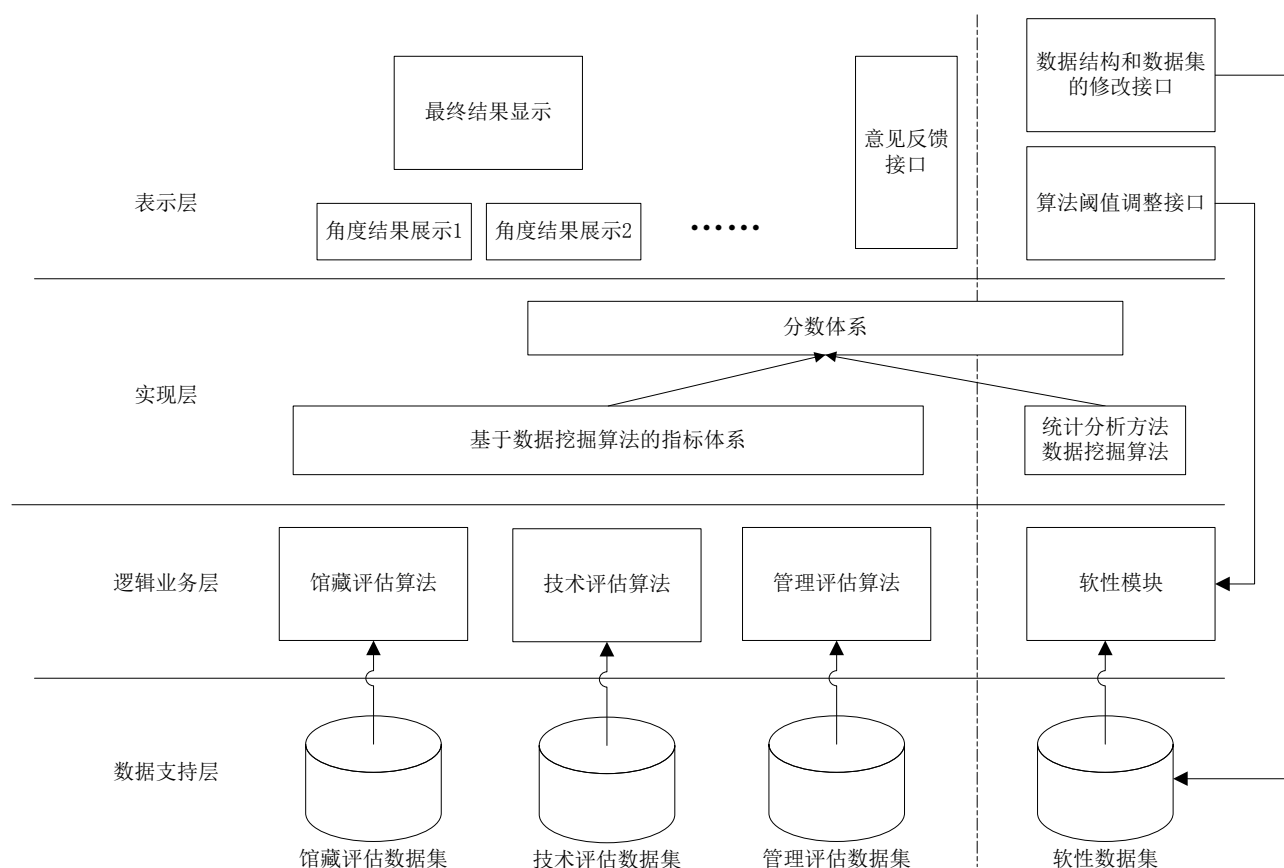 数据结构和数据集
的修改接口
最终结果显示
意见反馈
接口
表示层
算法阈值调整接口
角度结果展示1
角度结果展示2
……
分数体系
实现层
基于数据挖掘算法的指标体系
统计分析方法
数据挖掘算法
逻辑业务层
馆藏评估算法
技术评估算法
管理评估算法
软性模块
数据支持层
馆藏评估数据集
技术评估数据集
管理评估数据集
软性数据集